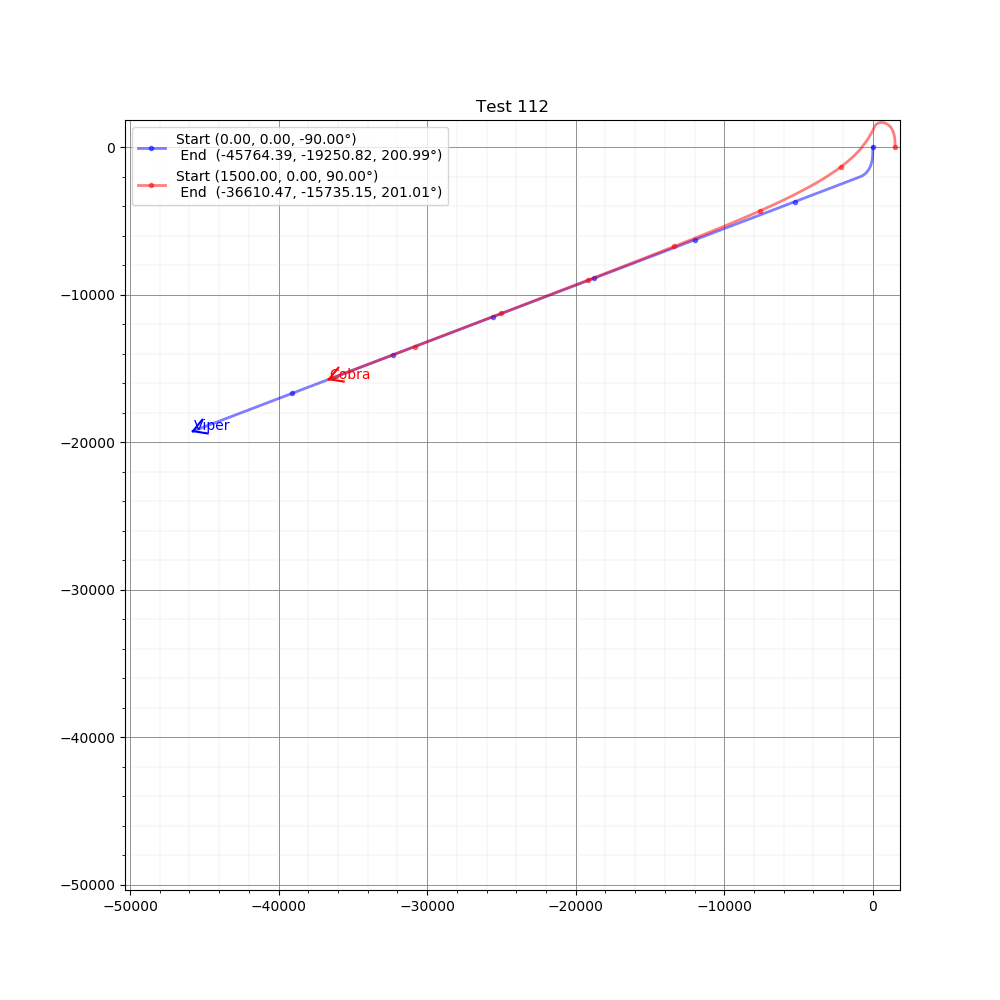 Test 112
Start (0.00, 0.00, -90.00°)
End (-45764.39, -19250.82, 200.99°)
Start (1500.00, 0.00, 90.00°)
End (-36610.47, -15735.15, 201.01°)
0
−10000
−20000
−30000
−40000
−50000
Cobra
Viper
−50000
−40000
−30000
−20000
−10000
0